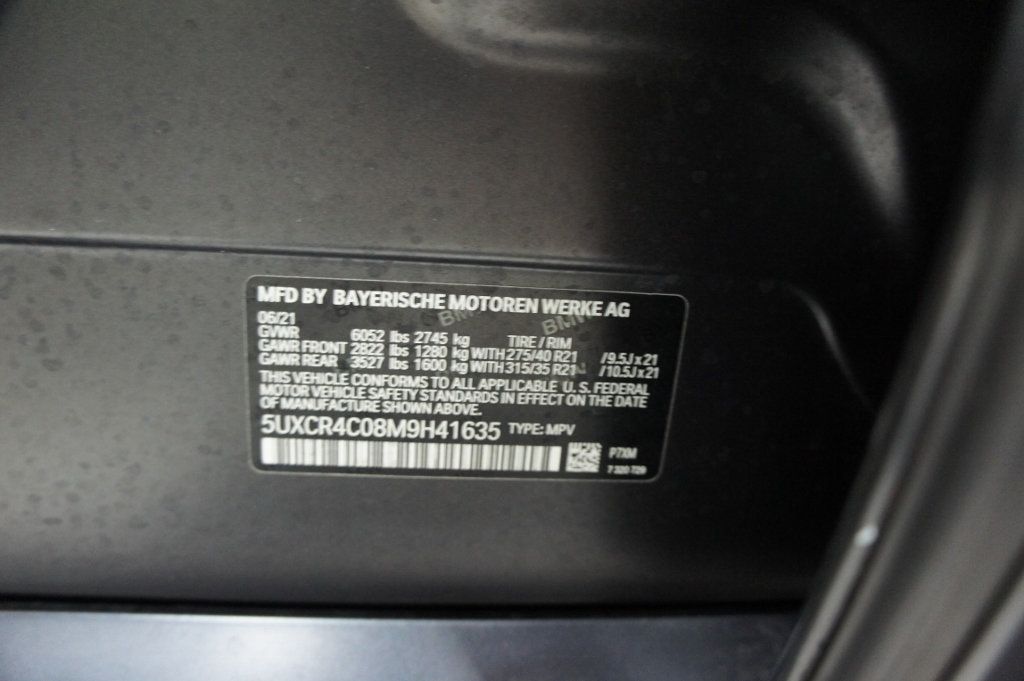 MFD BY BAYERISCHE MOTOREN WERKE AG
06/21
GVWR 6052 lbs 2745 kg TIRE / RIM
GAWR FRONT 2822 lbs 1280 kg WITH 275/40 R21 /9.5J x 21
GAWR REAR 3527 lbs 1600 kg WITH 315/35 R21 /10.5J x 21
THIS VEHICLE CONFORMS TO ALL APPLICABLE U. S. FEDERAL
MOTOR VEHICLE SAFETY STANDARDS IN EFFECT ON THE DATE
OF MANUFACTURE SHOWN ABOVE.
5UXCR4C08M9H41635 TYPE: MPV
P7XM
7 320 729